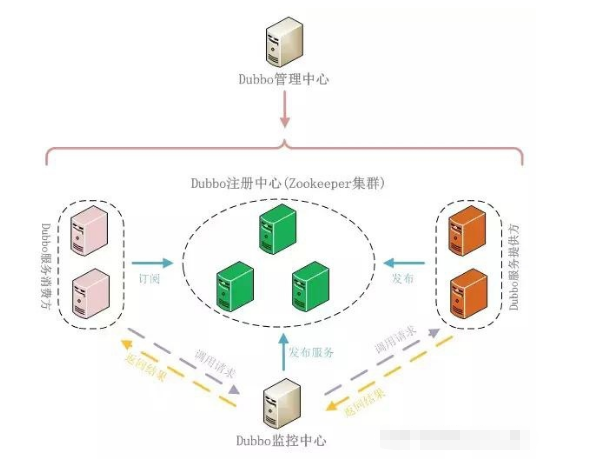 Dubbo管理中心
Dubbo注册中心(Zookeeper集群)
Dubbo服务消费方
订阅
发布
Dubbo服务提供方
发布服务
调用请求
返回结果
调用请求
返回结果
Dubbo监控中心